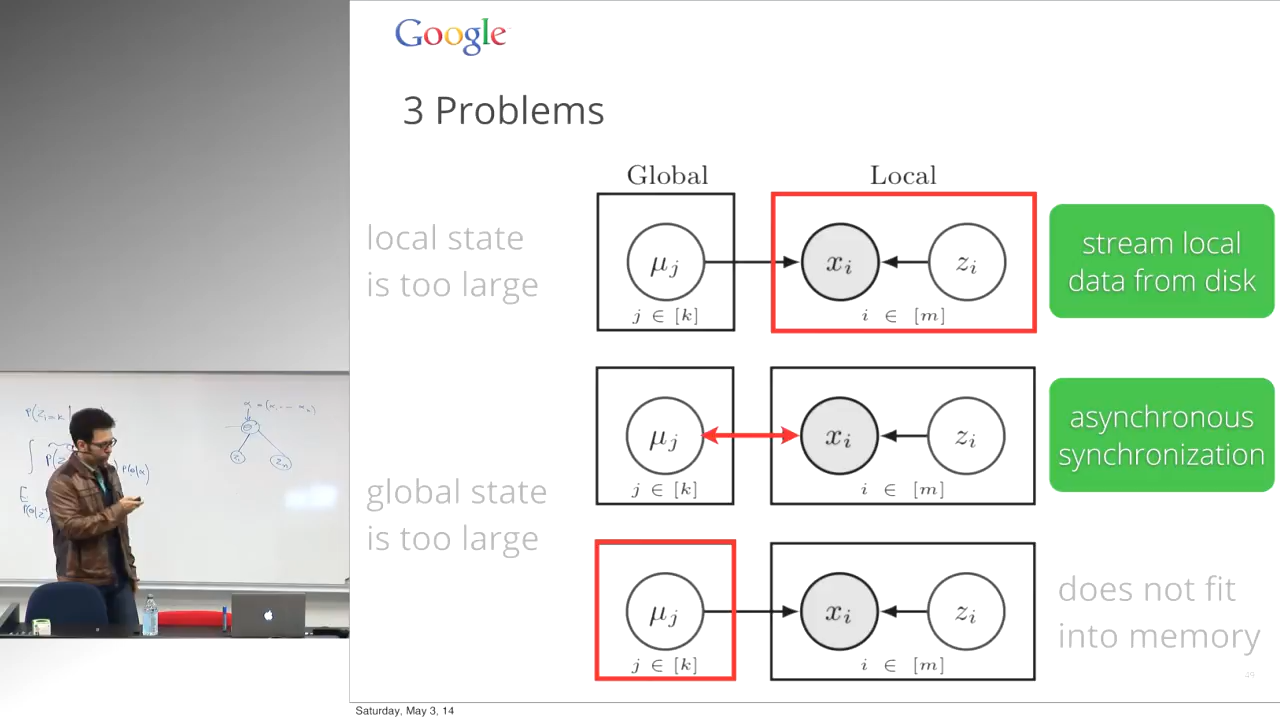 Google
3 Problems
Global
Local
local state
is too large
μj
xi
zi
j ∈ [k]
i ∈ [m]
stream local
data from disk
μj
xi
zi
j ∈ [k]
i ∈ [m]
asynchronous
synchronization
global state
is too large
μj
xi
zi
j ∈ [k]
i ∈ [m]
does not fit
into memory
49
Saturday, May 3, 14